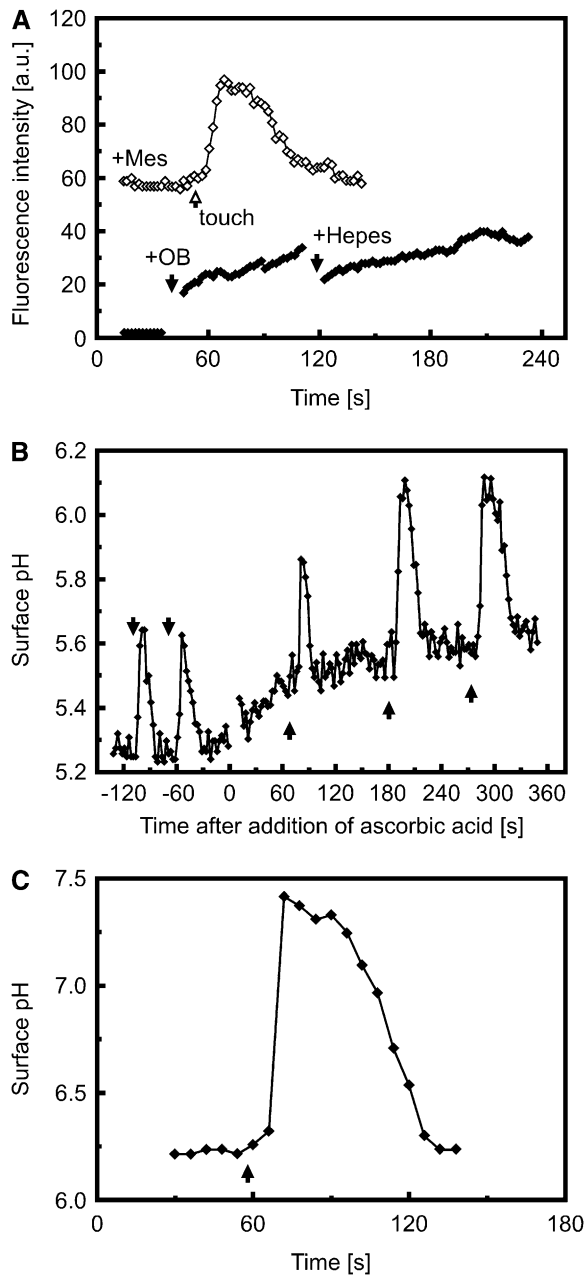 A
Fluorescence intensity [a.u.]
120
100
80
60
40
20
0
+Mes
touch
+OB
+Hepes
0 60 120 180 240
Time [s]
B
Surface pH
6.2
6.0
5.8
5.6
5.4
5.2
-120 -60 0 60 120 180 240 300 360
Time after addition of ascorbic acid [s]
C
Surface pH
7.5
7.0
6.5
6.0
0 60 120 180
Time [s]